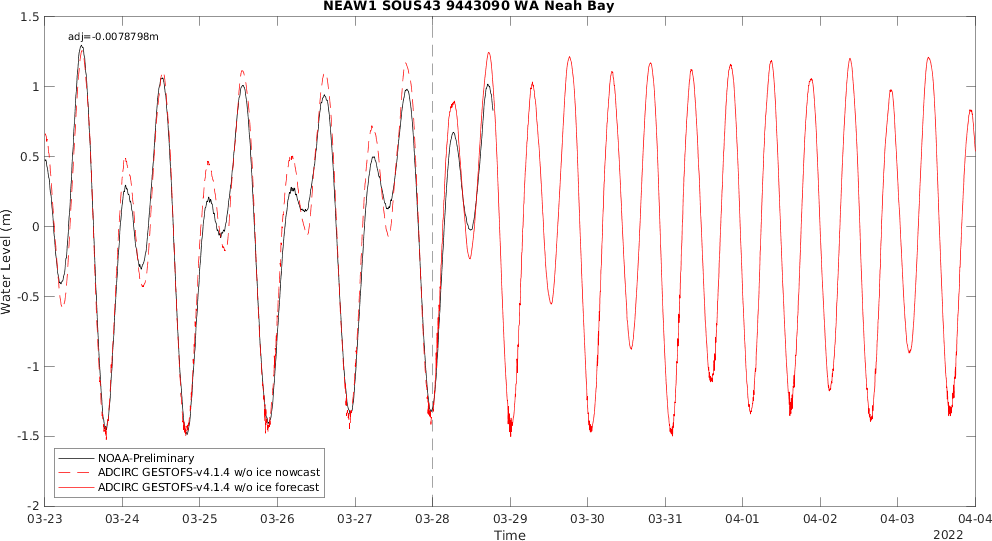 NEAW1 SOUS43 9443090 WA Neah Bay
adj=-0.0078798m
1.5
1
0.5
0
-0.5
-1
-1.5
-2
Water Level (m)
NOAA-Preliminary
ADCIRC GESTOFS-v4.1.4 w/o ice nowcast
ADCIRC GESTOFS-v4.1.4 w/o ice forecast
03-23 03-24 03-25 03-26 03-27 03-28 03-29 03-30 03-31 04-01 04-02 04-03 04-04
Time
2022